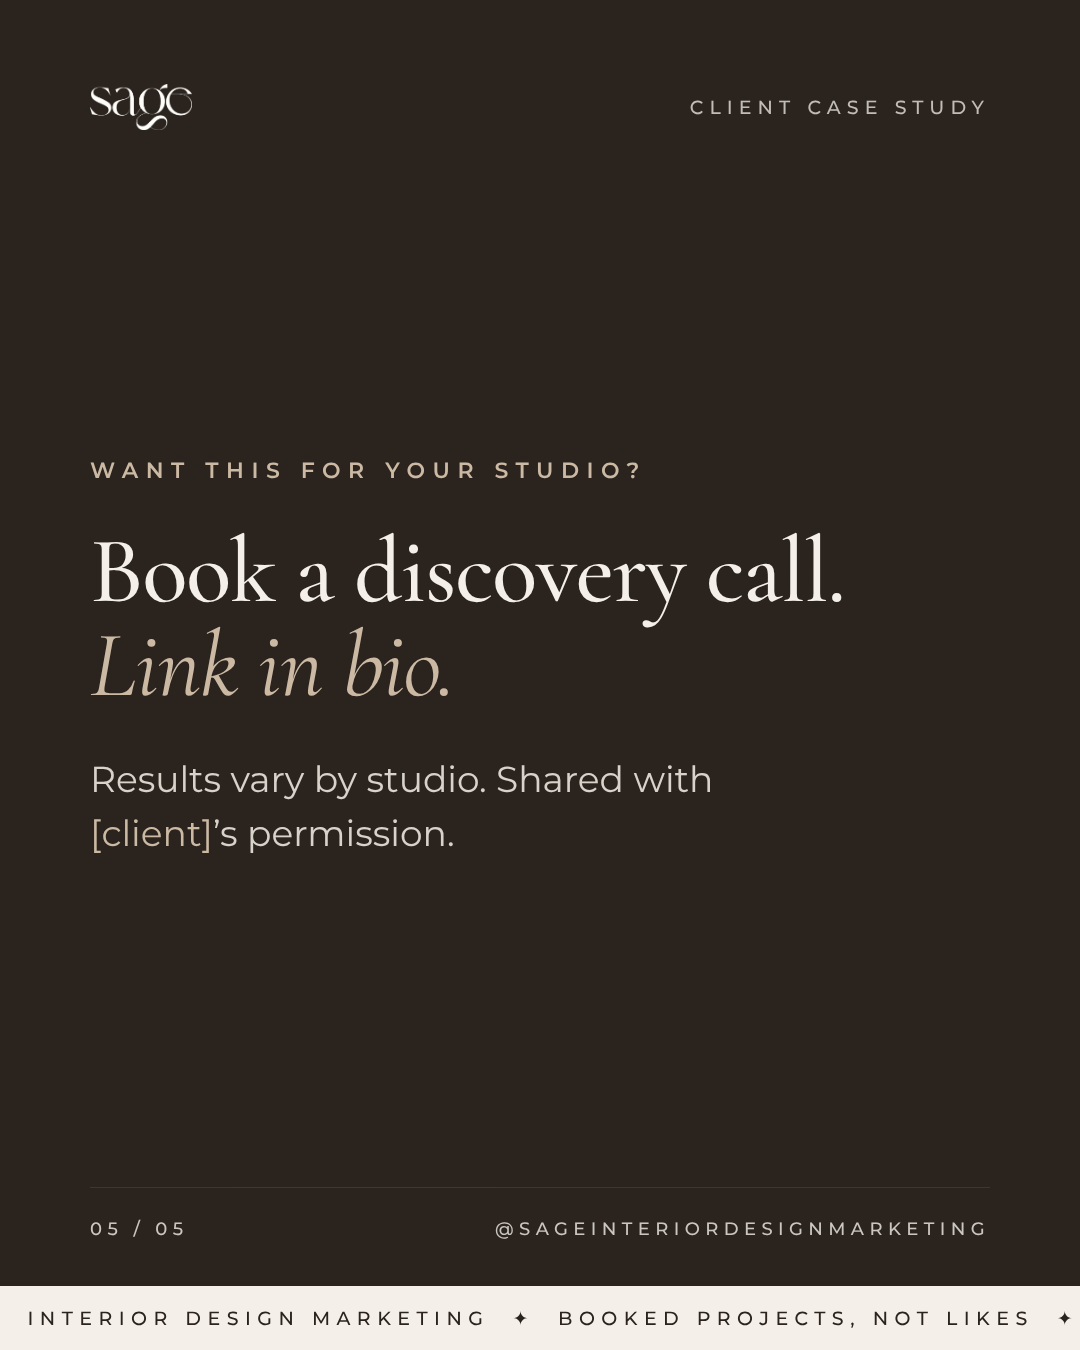 sage
CLIENT CASE STUDY
WANT THIS FOR YOUR STUDIO?
Book a discovery call.
Link in bio.
Results vary by studio. Shared with
[client]’s permission.
05 / 05
@SAGEINTERIORDESIGNMARKETING
INTERIOR DESIGN MARKETING ✦ BOOKED PROJECTS, NOT LIKES ✦